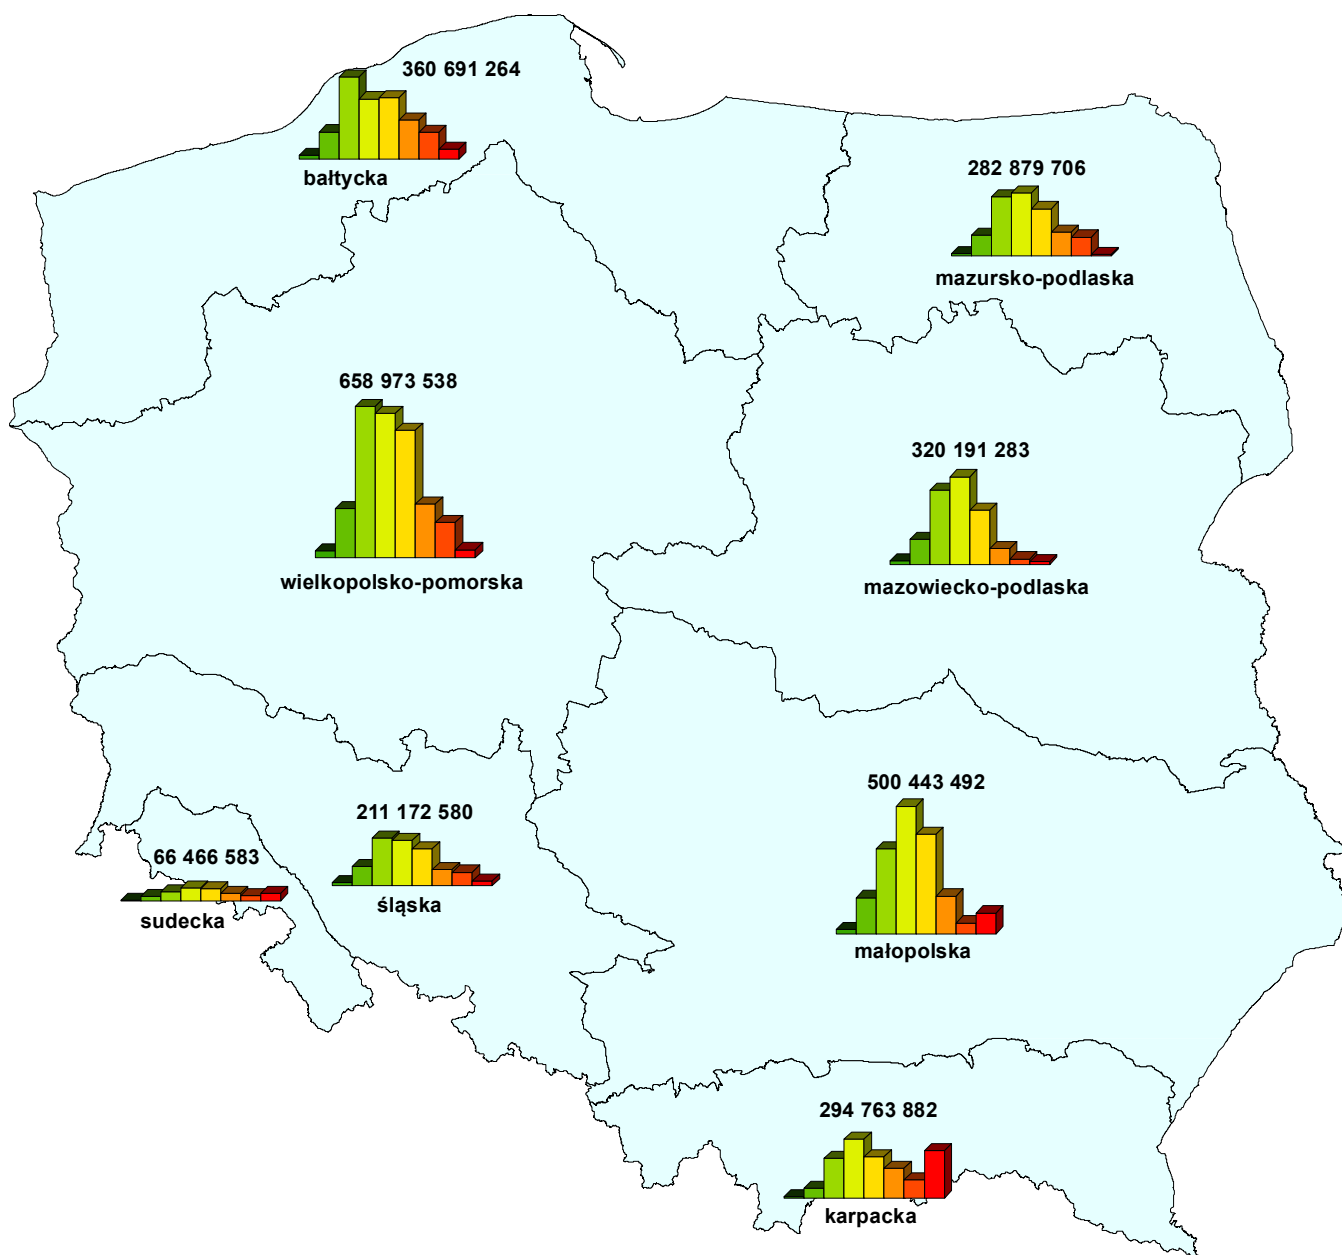 360 691 264
bałtycka
282 879 706
mazursko-podlaska
658 973 538
wielkopolsko-pomorska
320 191 283
mazowiecko-podlaska
211 172 580
śląska
66 466 583
sudecka
500 443 492
małopolska
294 763 882
karpacka